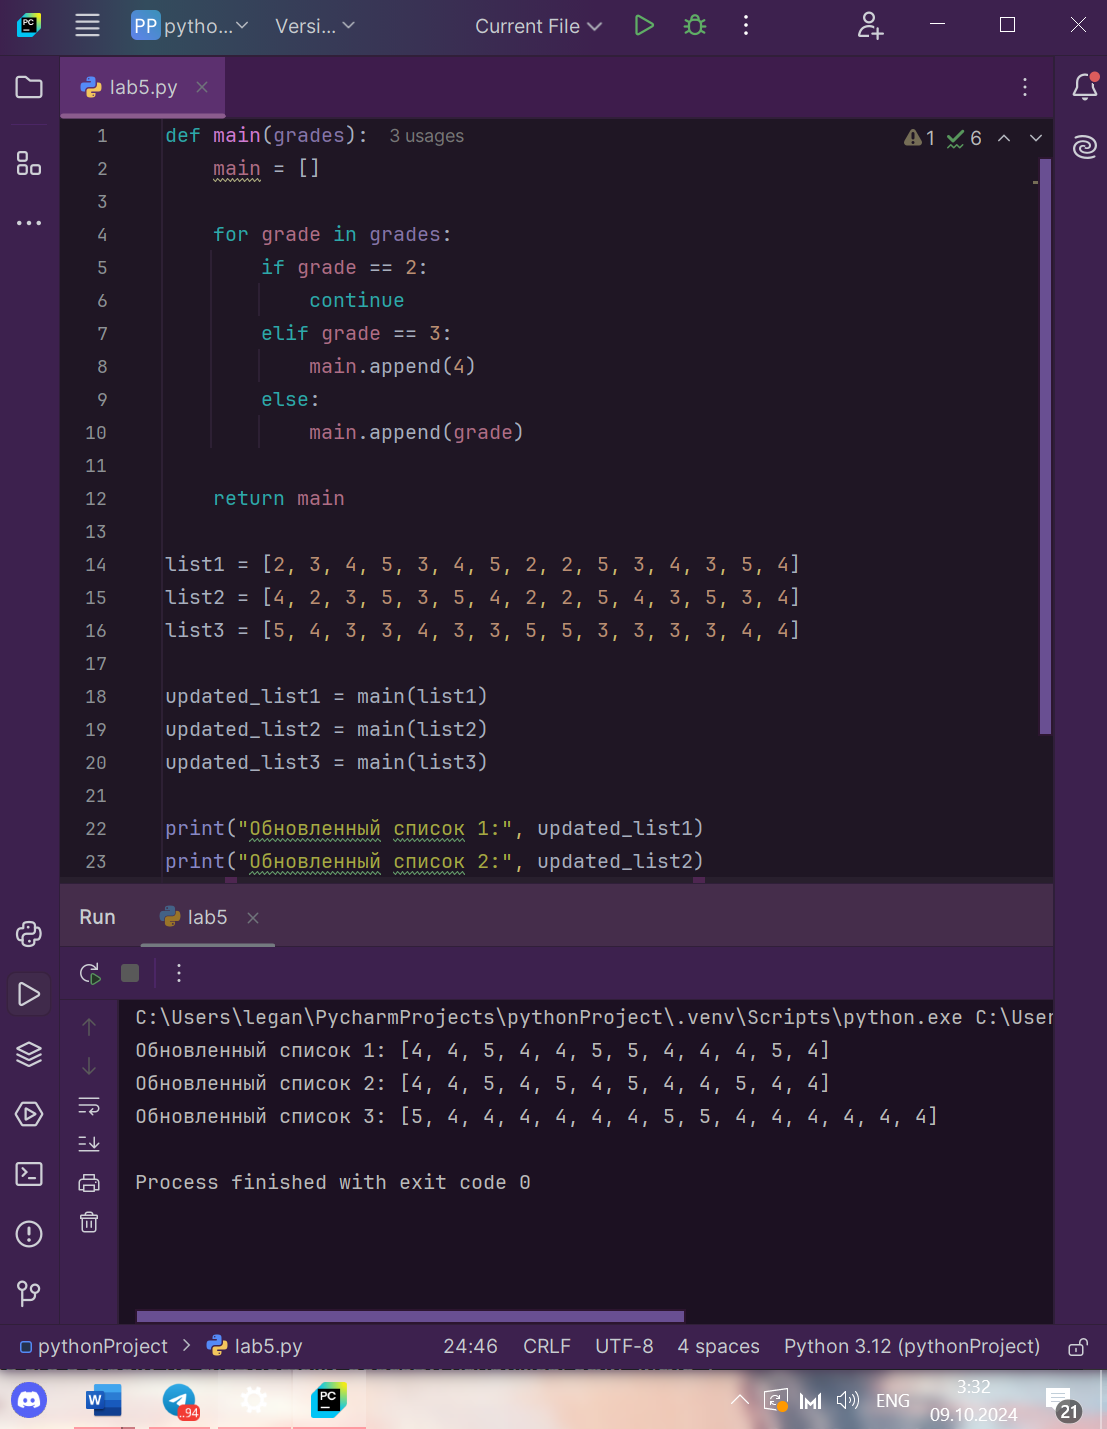 PC
PP pytho...
Versi...
Current File
lab5.py
1 def main(grades): 3 usages
1 6
2 main = []
3
4 for grade in grades:
5 if grade == 2:
6 continue
7 elif grade == 3:
8 main.append(4)
9 else:
10 main.append(grade)
11
12 return main
13
14 list1 = [2, 3, 4, 5, 3, 4, 5, 2, 2, 5, 3, 4, 3, 5, 4]
15 list2 = [4, 2, 3, 5, 3, 5, 4, 2, 2, 5, 4, 3, 5, 3, 4]
16 list3 = [5, 4, 3, 3, 4, 3, 3, 5, 5, 3, 3, 3, 3, 4, 4]
17
18 updated_list1 = main(list1)
19 updated_list2 = main(list2)
20 updated_list3 = main(list3)
21
22 print("Обновленный список 1:", updated_list1)
23 print("Обновленный список 2:", updated_list2)
Run lab5
C:\Users\legan\PycharmProjects\pythonProject\.venv\Scripts\python.exe C:\User
Обновленный список 1: [4, 4, 5, 4, 4, 5, 5, 4, 4, 4, 5, 4]
Обновленный список 2: [4, 4, 5, 4, 5, 4, 5, 4, 4, 5, 4, 4]
Обновленный список 3: [5, 4, 4, 4, 4, 4, 4, 5, 5, 4, 4, 4, 4, 4, 4]
Process finished with exit code 0
pythonProject > lab5.py 24:46 CRLF UTF-8 4 spaces Python 3.12 (pythonProject)
W
..94
PC
ENG
3:32
09.10.2024
21